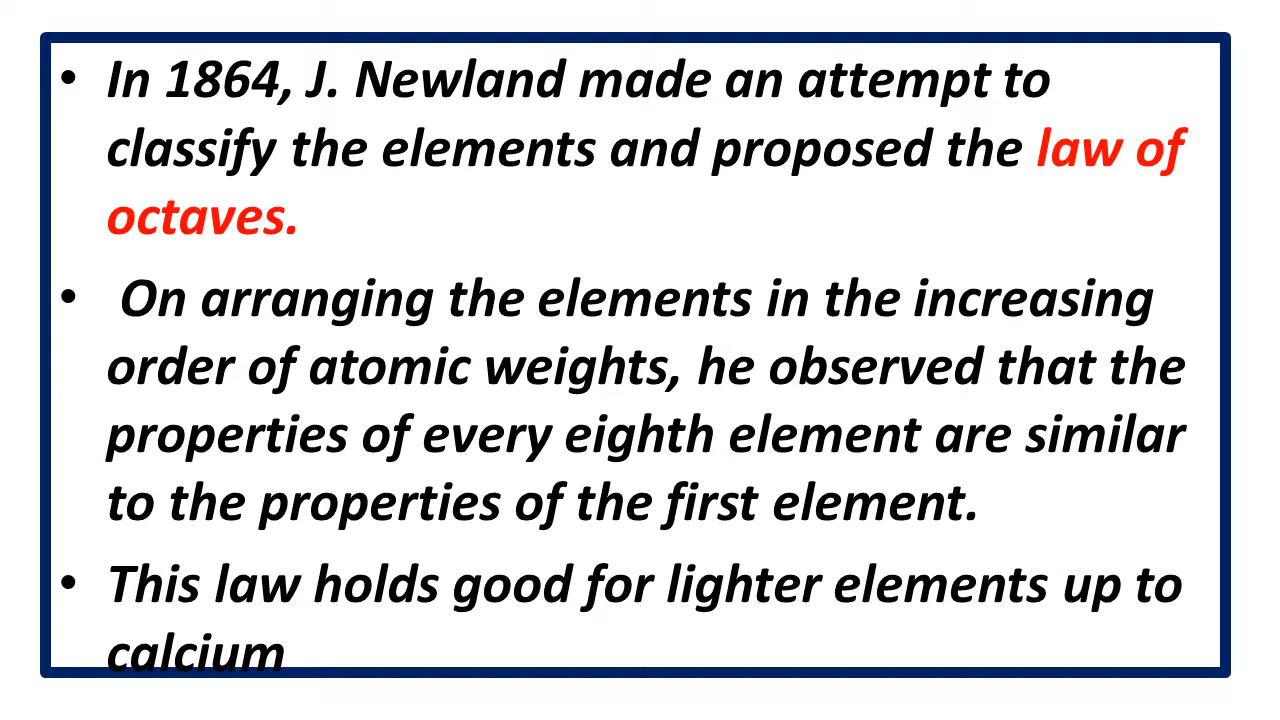 • In 1864, J. Newland made an attempt to
classify the elements and proposed the law of
octaves.
• On arranging the elements in the increasing
order of atomic weights, he observed that the
properties of every eighth element are similar
to the properties of the first element.
• This law holds good for lighter elements up to
calcium